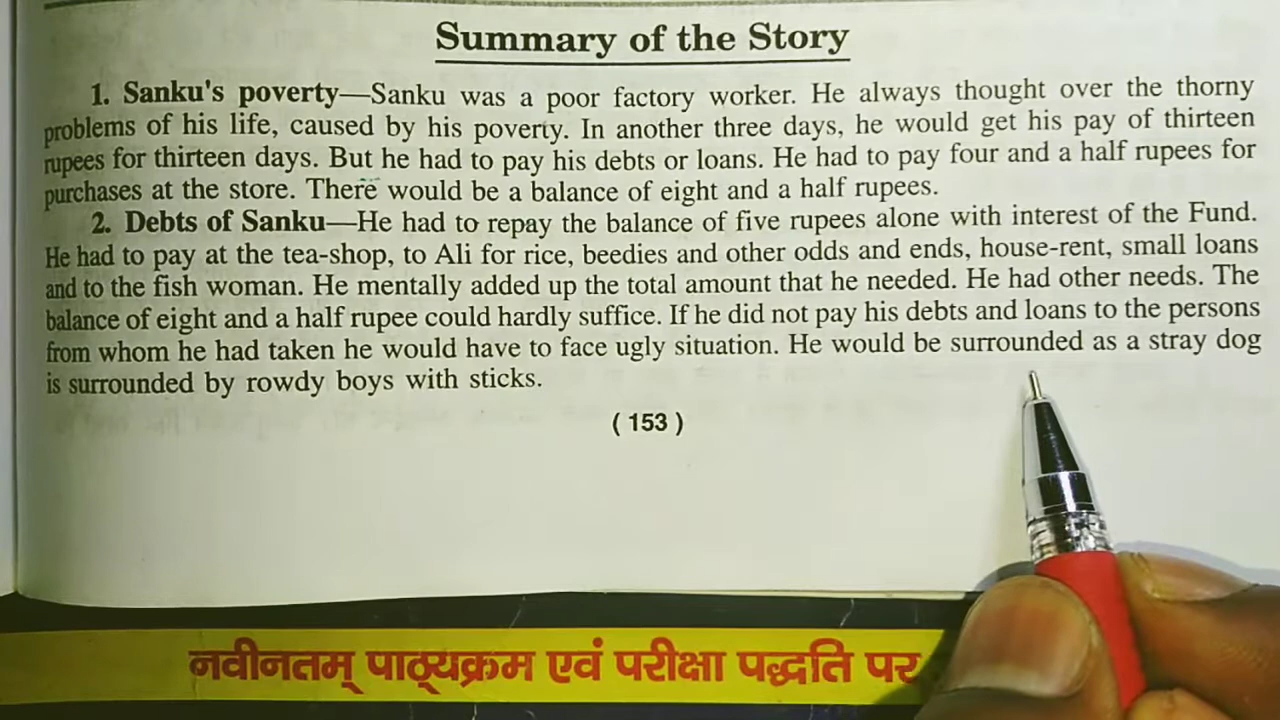 Summary of the Story
1. Sanku's poverty—Sanku was a poor factory worker. He always thought over the thorny
problems of his life, caused by his poverty. In another three days, he would get his pay of thirteen
rupees for thirteen days. But he had to pay his debts or loans. He had to pay four and a half rupees for
purchases at the store. There would be a balance of eight and a half rupees.
2. Debts of Sanku—He had to repay the balance of five rupees alone with interest of the Fund.
He had to pay at the tea-shop, to Ali for rice, beedies and other odds and ends, house-rent, small loans
and to the fish woman. He mentally added up the total amount that he needed. He had other needs. The
balance of eight and a half rupee could hardly suffice. If he did not pay his debts and loans to the persons
from whom he had taken he would have to face ugly situation. He would be surrounded as a stray dog
is surrounded by rowdy boys with sticks.
( 153 )
नवीनतम् पाठ्यक्रम एवं परीक्षा पद्धति पर